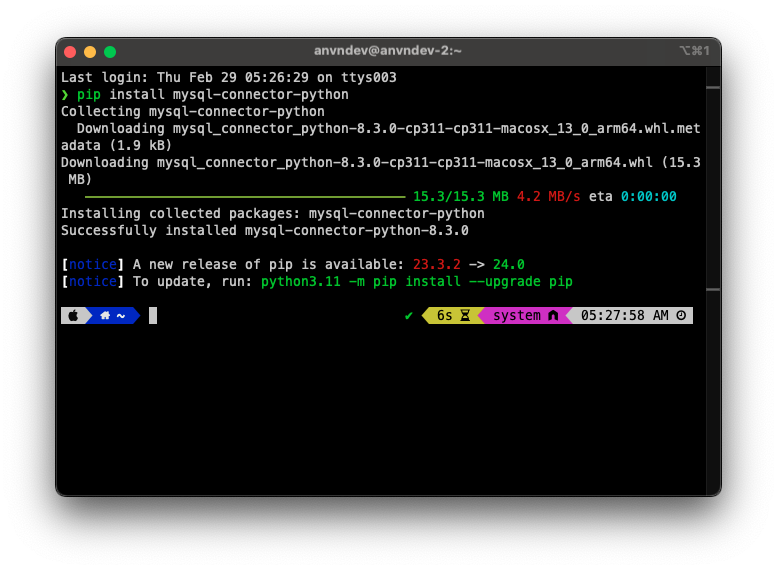 anvndev@anvndev-2:~ ⌥⌘1
Last login: Thu Feb 29 05:26:29 on ttys003
❯ pip install mysql-connector-python
Collecting mysql-connector-python
  Downloading mysql_connector_python-8.3.0-cp311-cp311-macosx_13_0_arm64.whl.met
adata (1.9 kB)
Downloading mysql_connector_python-8.3.0-cp311-cp311-macosx_13_0_arm64.whl (15.3
 MB)
15.3/15.3 MB 4.2 MB/s eta 0:00:00
Installing collected packages: mysql-connector-python
Successfully installed mysql-connector-python-8.3.0
[notice] A new release of pip is available: 23.3.2 -> 24.0
[notice] To update, run: python3.11 -m pip install --upgrade pip
~ ✔ 6s system 05:27:58 AM